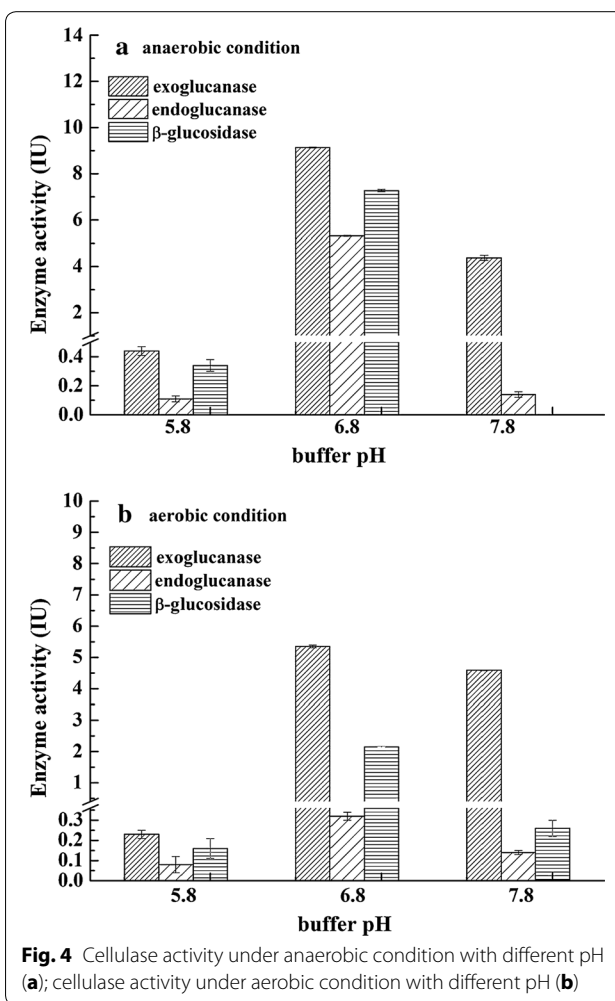 a anaerobic condition
exoglucanase
endoglucanase
β-glucosidase
Enzyme activity (IU)
14
12
10
8
6
4
2
0.4
0.2
0.0
5.8 6.8 7.8
buffer pH
b aerobic condition
exoglucanase
endoglucanase
β-glucosidase
Enzyme activity (IU)
10
9
8
7
6
5
4
3
2
1
0.3
0.2
0.1
0.0
5.8 6.8 7.8
buffer pH
Fig. 4 Cellulase activity under anaerobic condition with different pH
(a); cellulase activity under aerobic condition with different pH (b)